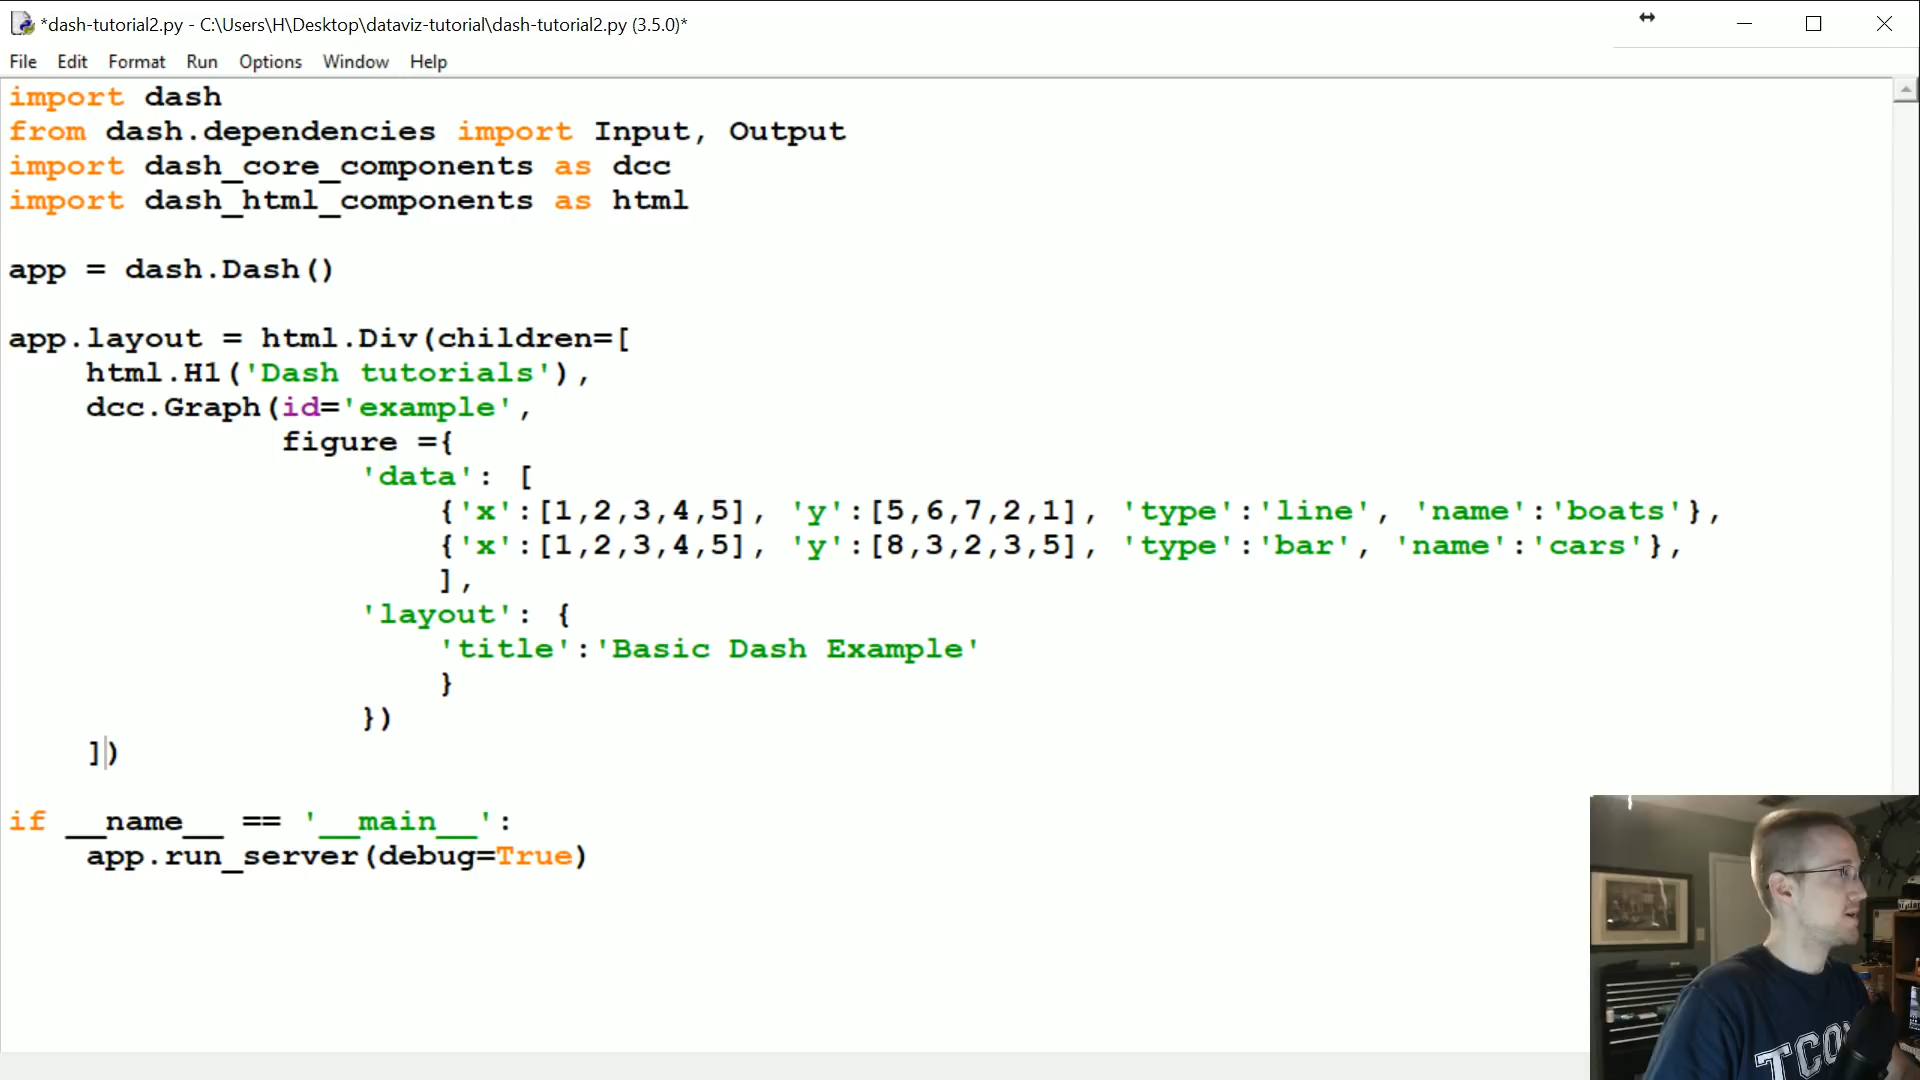 *dash-tutorial2.py - C:\Users\H\Desktop\dataviz-tutorial\dash-tutorial2.py (3.5.0)*
File Edit Format Run Options Window Help
import dash
from dash.dependencies import Input, Output
import dash_core_components as dcc
import dash_html_components as html
app = dash.Dash()
app.layout = html.Div(children=[
    html.H1('Dash tutorials'),
    dcc.Graph(id='example',
              figure ={
                  'data': [
                      {'x':[1,2,3,4,5], 'y':[5,6,7,2,1], 'type':'line', 'name':'boats'},
                      {'x':[1,2,3,4,5], 'y':[8,3,2,3,5], 'type':'bar', 'name':'cars'},
                      ],
                  'layout': {
                      'title':'Basic Dash Example'
                      }
                  })
    ])
if __name__ == '__main__':
    app.run_server(debug=True)